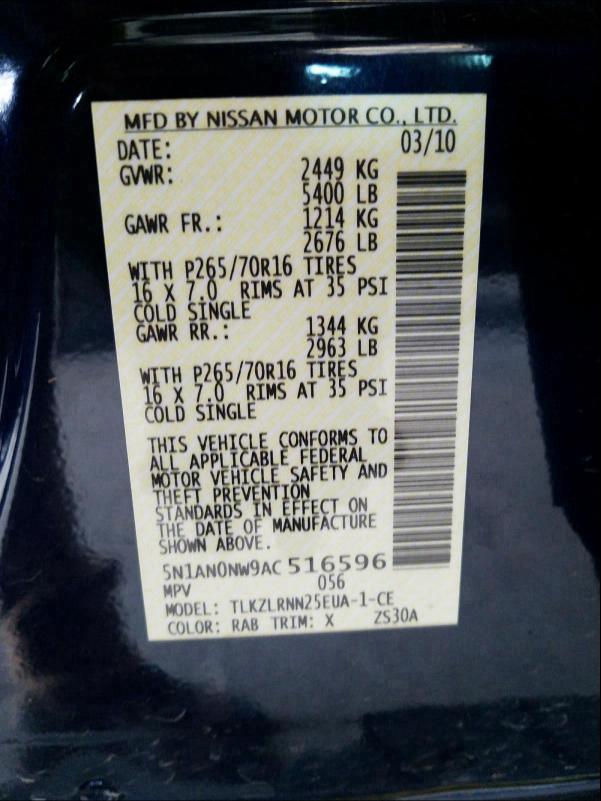 MFD BY NISSAN MOTOR CO., LTD.
DATE: 03/10
GVWR: 2449 KG
5400 LB
GAWR FR.: 1214 KG
2676 LB
WITH P265/70R16 TIRES
16 X 7.0 RIMS AT 35 PSI
COLD SINGLE
GAWR RR.: 1344 KG
2963 LB
WITH P265/70R16 TIRES
16 X 7.0 RIMS AT 35 PSI
COLD SINGLE
THIS VEHICLE CONFORMS TO
ALL APPLICABLE FEDERAL
MOTOR VEHICLE SAFETY AND
THEFT PREVENTION
STANDARDS IN EFFECT ON
THE DATE OF MANUFACTURE
SHOWN ABOVE.
5N1AN0NW9AC 516596
MPV 056
MODEL: TLKZLRNN25EUA-1-CE
COLOR: RAB TRIM: X ZS30A